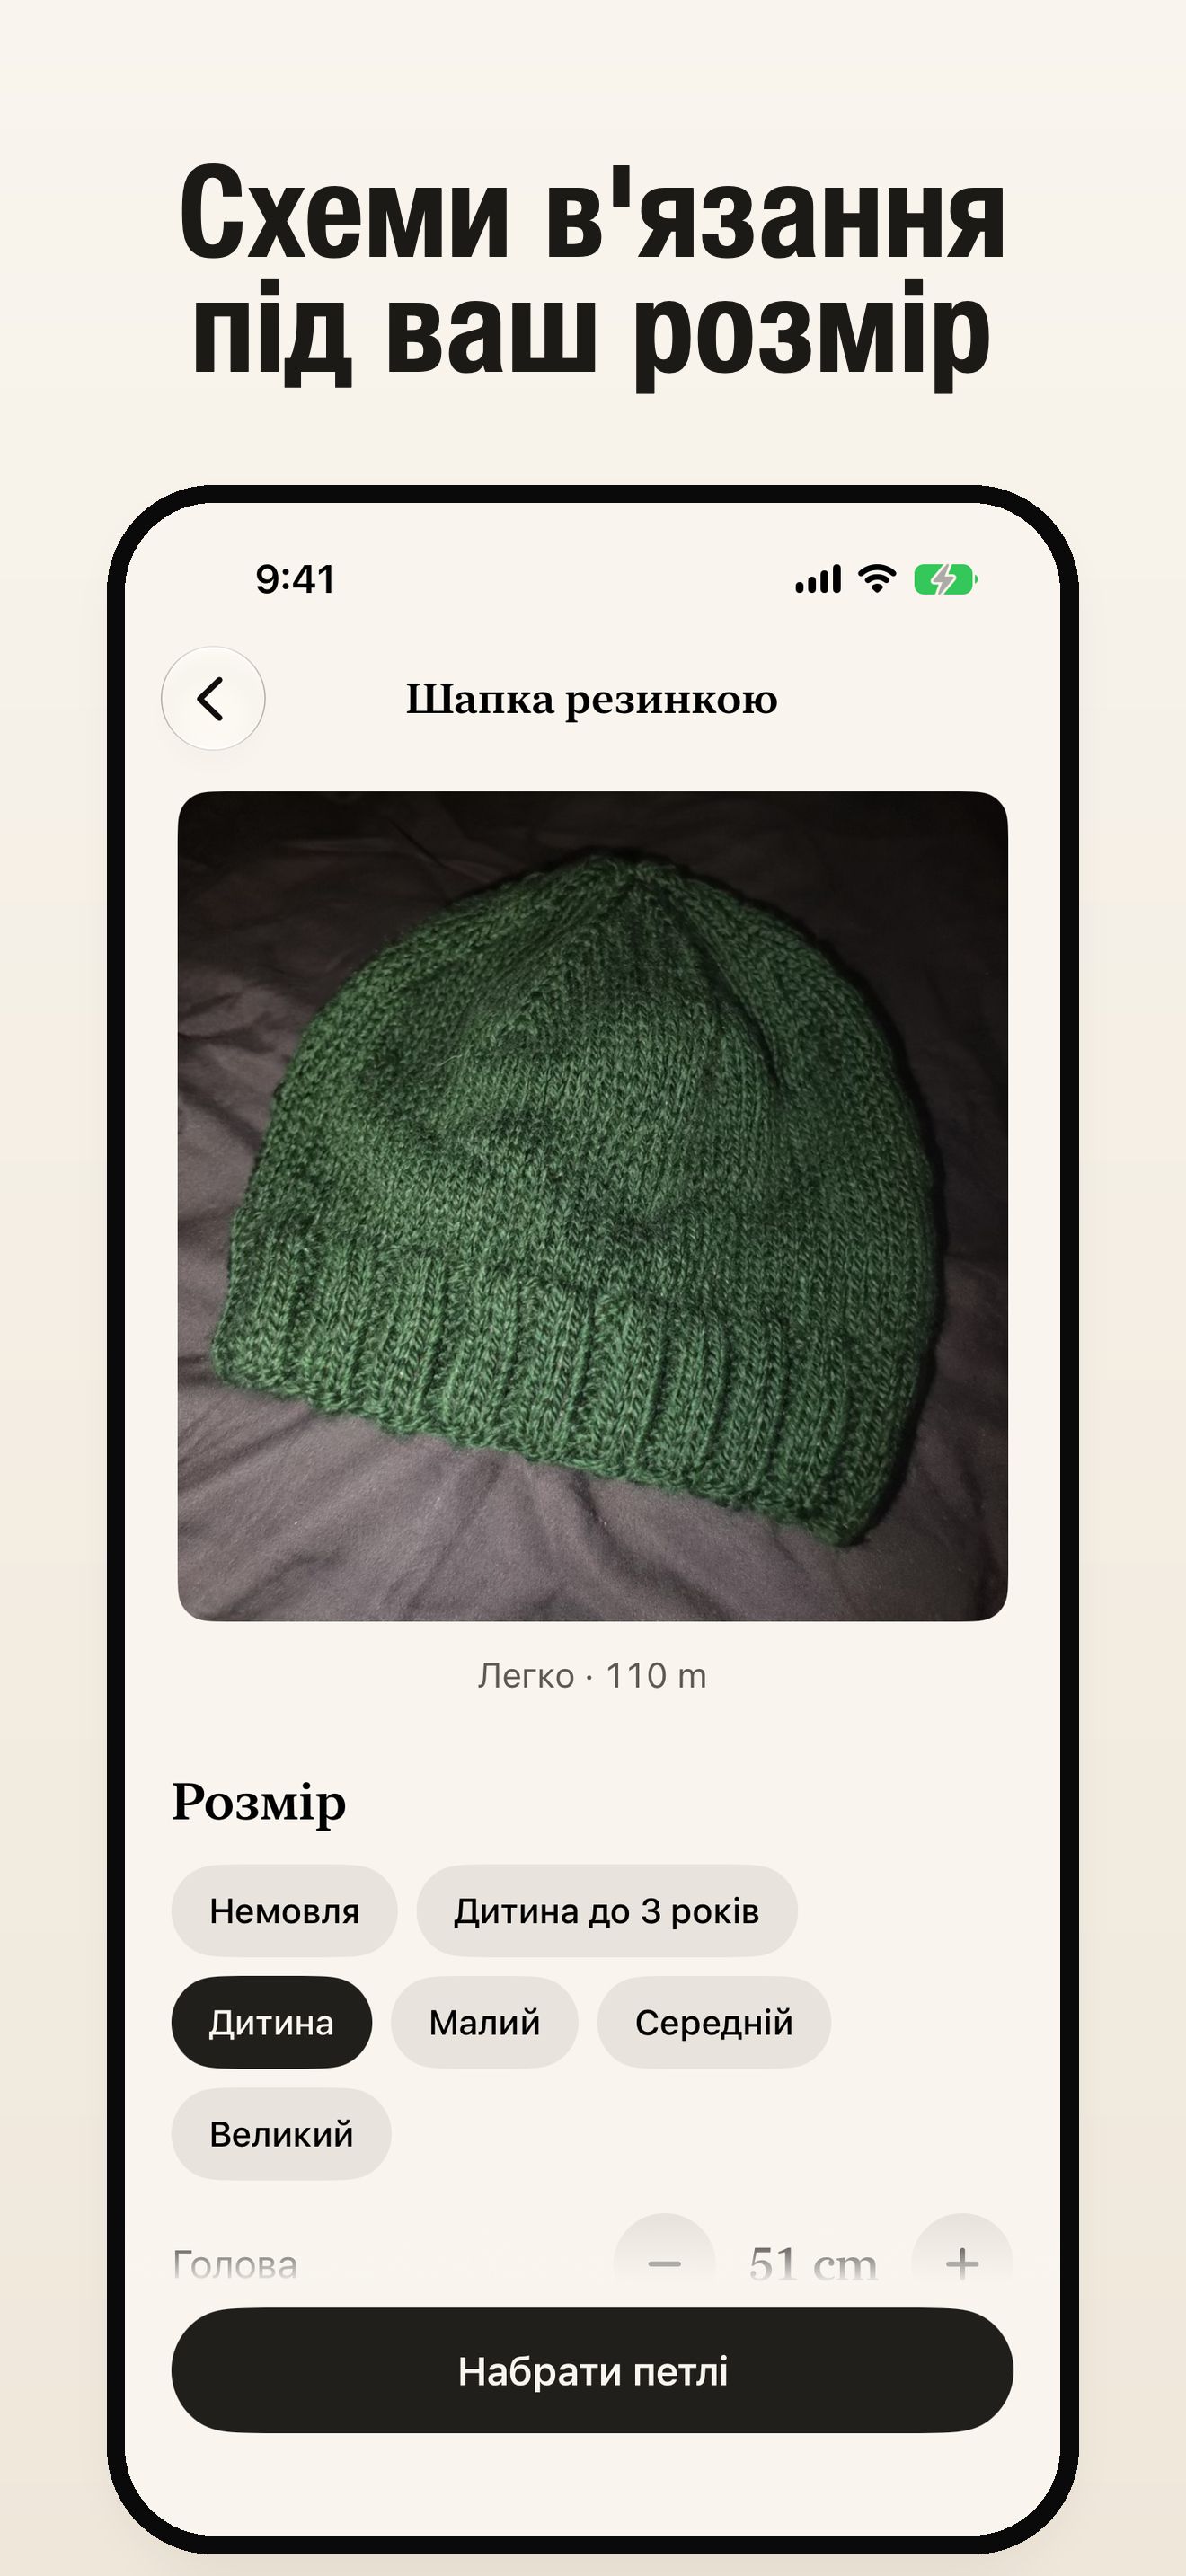 Схеми в'язання
під ваш розмір
9:41
Шапка резинкою
Легко · 110 m
Розмір
Немовля
Дитина до 3 років
Дитина
Малий
Середній
Великий
Голова
51 cm
Набрати петлі